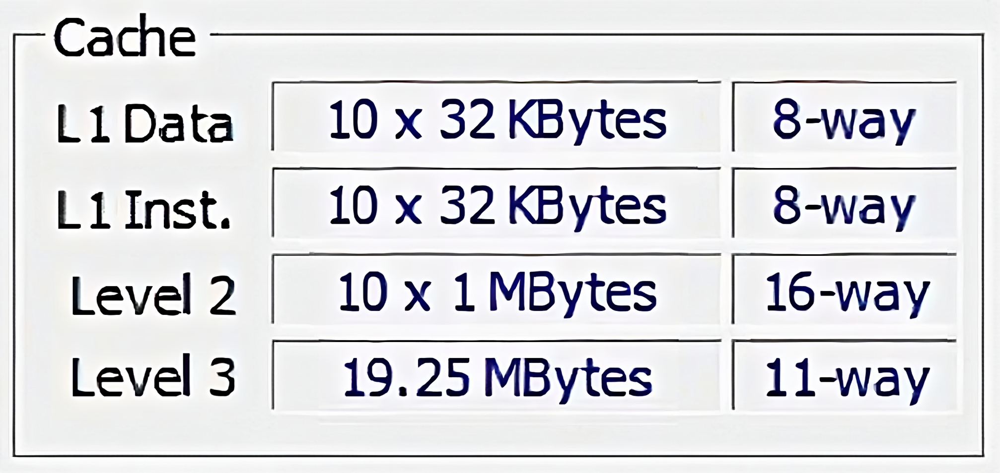 Cache
L1 Data 10 x 32 KBytes 8-way
L1 Inst. 10 x 32 KBytes 8-way
Level 2 10 x 1 MBytes 16-way
Level 3 19.25 MBytes 11-way